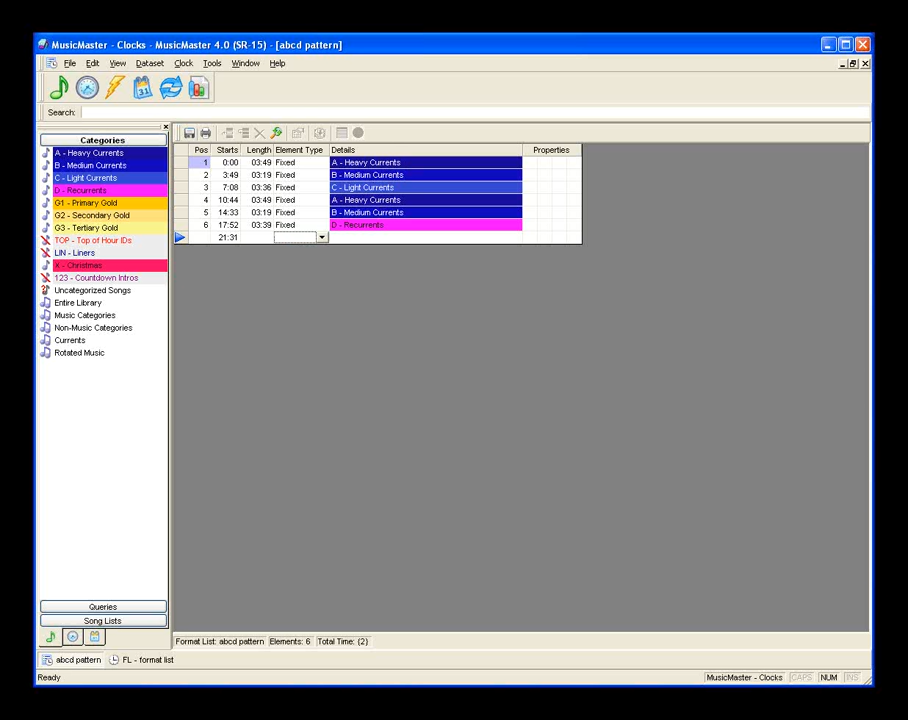 MusicMaster - Clocks - MusicMaster 4.0 (SR-15) - [abcd pattern]
File Edit View Dataset Clock Tools Window Help
31
Search:
Categories
A - Heavy Currents
B - Medium Currents
C - Light Currents
D - Recurrents
G1 - Primary Gold
G2 - Secondary Gold
G3 - Tertiary Gold
TOP - Top of Hour IDs
LIN - Liners
X - Christmas
123 - Countdown Intros
Uncategorized Songs
Entire Library
Music Categories
Non-Music Categories
Currents
Rotated Music
Queries
Song Lists
Pos Starts Length Element Type Details Properties
1 0:00 03:49 Fixed A - Heavy Currents
2 3:49 03:19 Fixed B - Medium Currents
3 7:08 03:36 Fixed C - Light Currents
4 10:44 03:49 Fixed A - Heavy Currents
5 14:33 03:19 Fixed B - Medium Currents
6 17:52 03:39 Fixed D - Recurrents
21:31
Format List: abcd pattern Elements: 6 Total Time: {2}
abcd pattern FL - format list
Ready MusicMaster - Clocks CAPS NUM INS